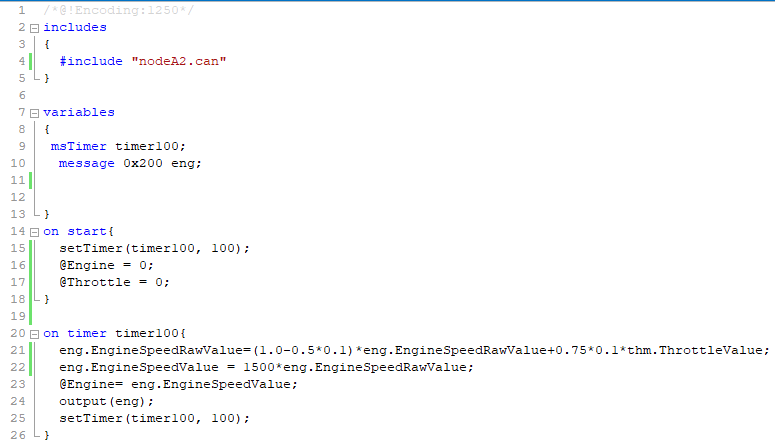 1 /*@!Encoding:1250*/
2 includes
3 {
4 #include "nodeA2.can"
5 }
6
7 variables
8 {
9 msTimer timer100;
10 message 0x200 eng;
11
12
13 }
14 on start{
15 setTimer(timer100, 100);
16 @Engine = 0;
17 @Throttle = 0;
18 }
19
20 on timer timer100{
21 eng.EngineSpeedRawValue=(1.0-0.5*0.1)*eng.EngineSpeedRawValue+0.75*0.1*thm.ThrottleValue;
22 eng.EngineSpeedValue = 1500*eng.EngineSpeedRawValue;
23 @Engine= eng.EngineSpeedValue;
24 output(eng);
25 setTimer(timer100, 100);
26 }